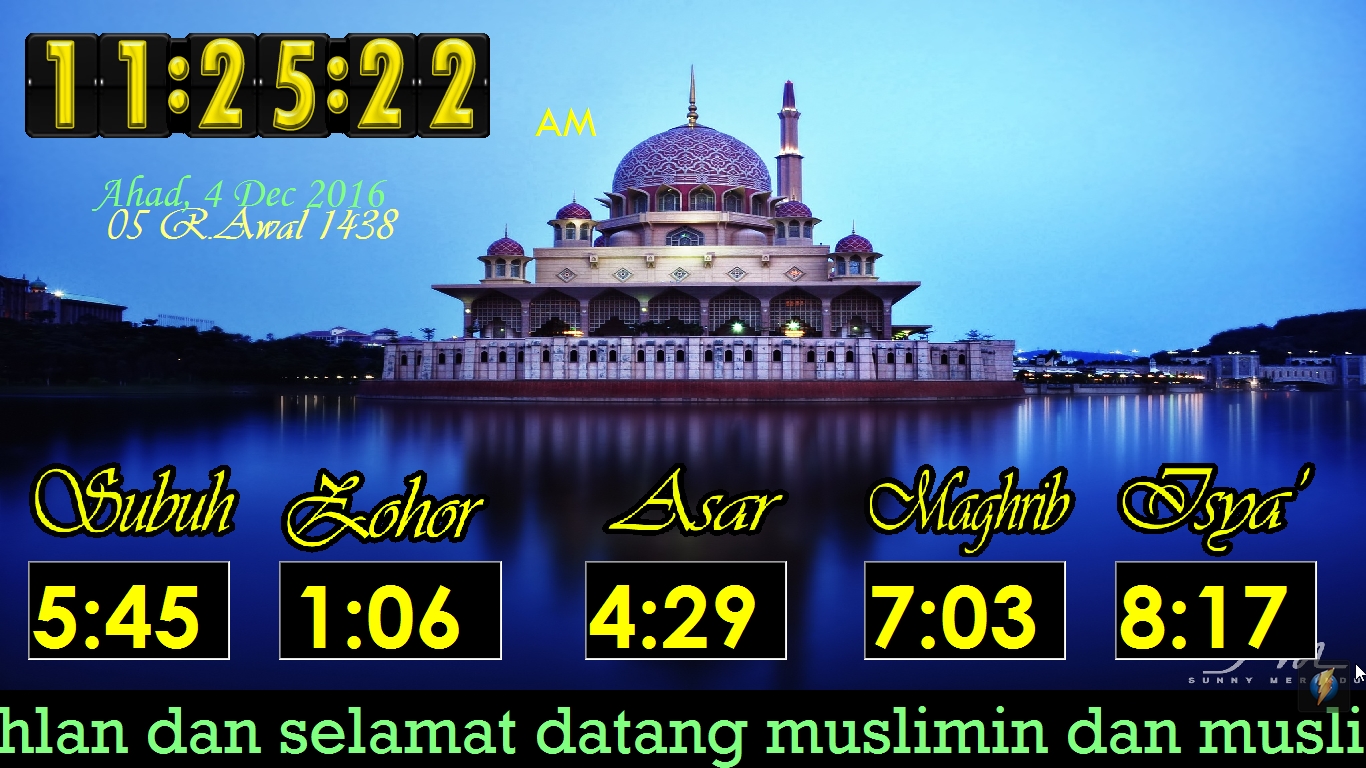 11:25:22
AM
Ahad, 4 Dec 2016
05 R.Awal 1438
Subuh Zohor Asar Maghrib Isya'
5:45 1:06 4:29 7:03 8:17
SUNNY
hlan dan selamat datang muslimin dan musli